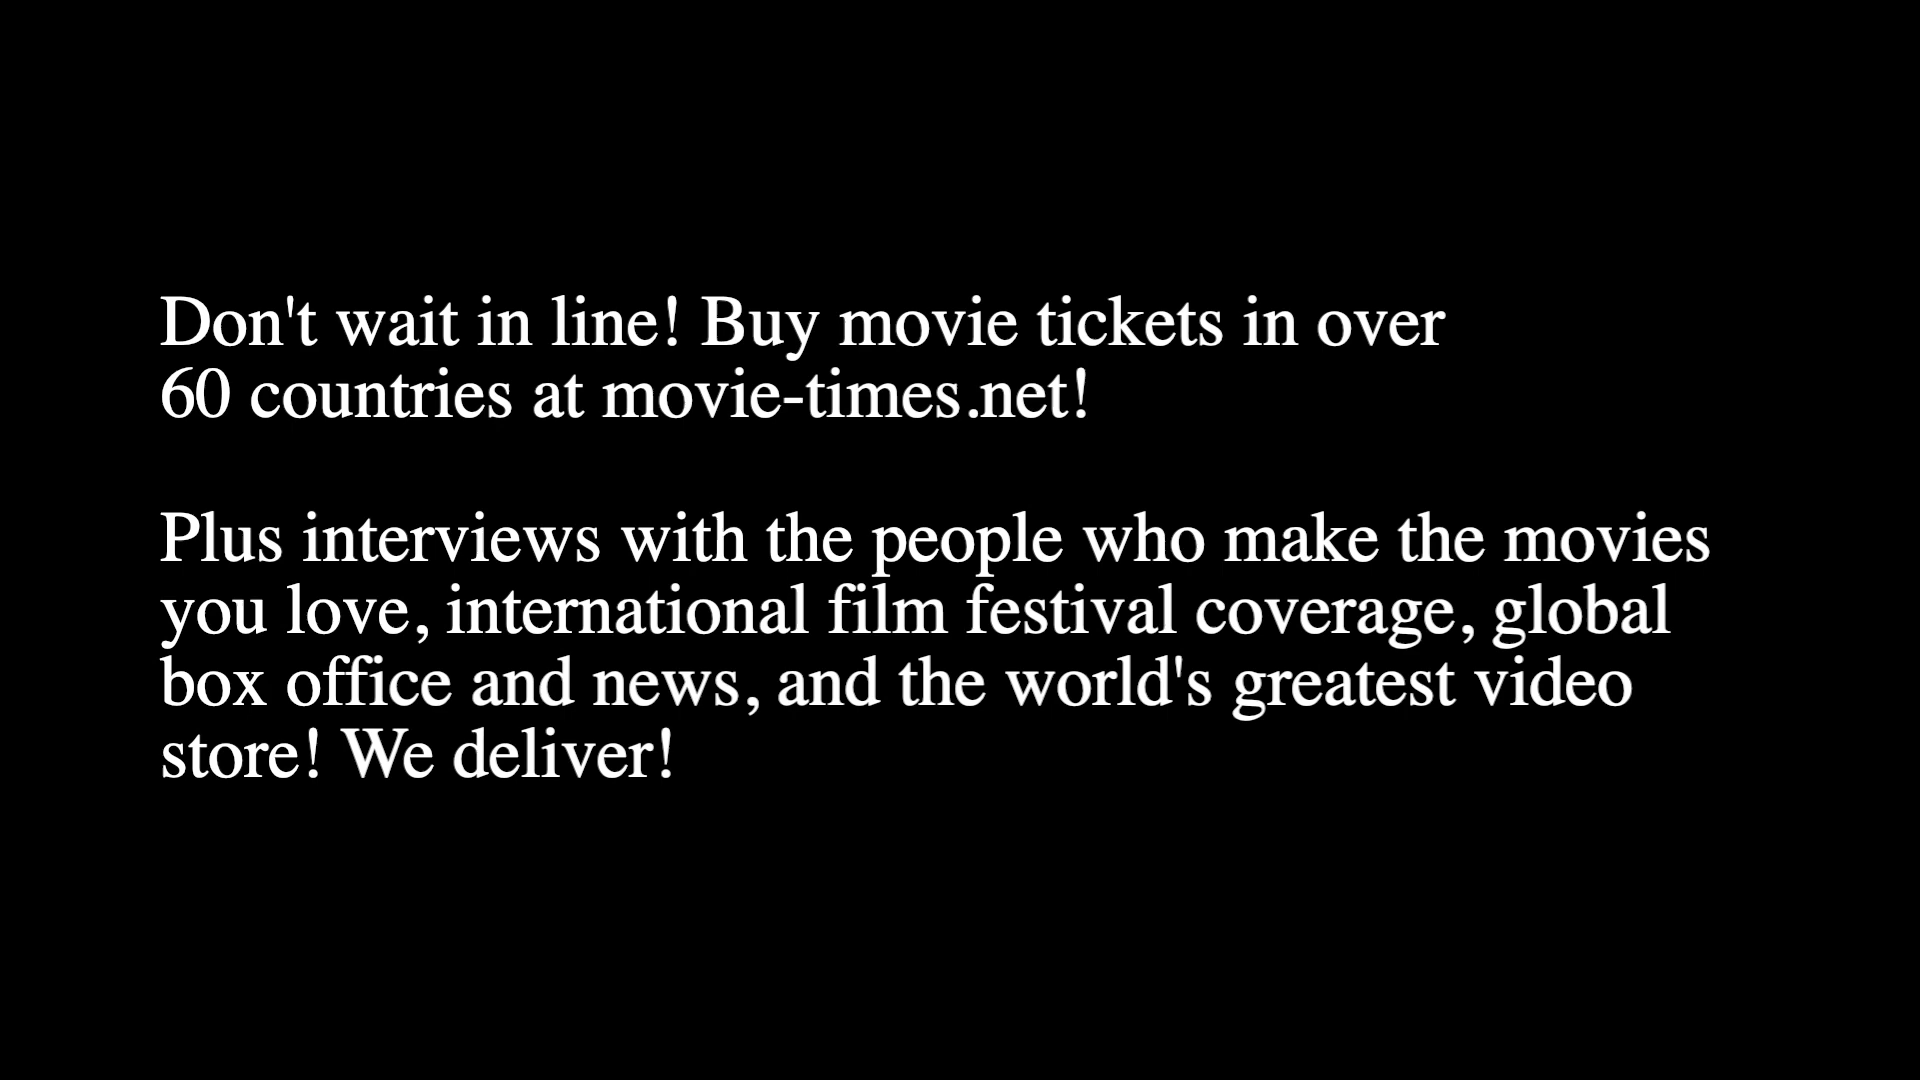 Don't wait in line! Buy movie tickets in over
60 countries at movie-times.net!
Plus interviews with the people who make the movies
you love, international film festival coverage, global
box office and news, and the world's greatest video
store! We deliver!